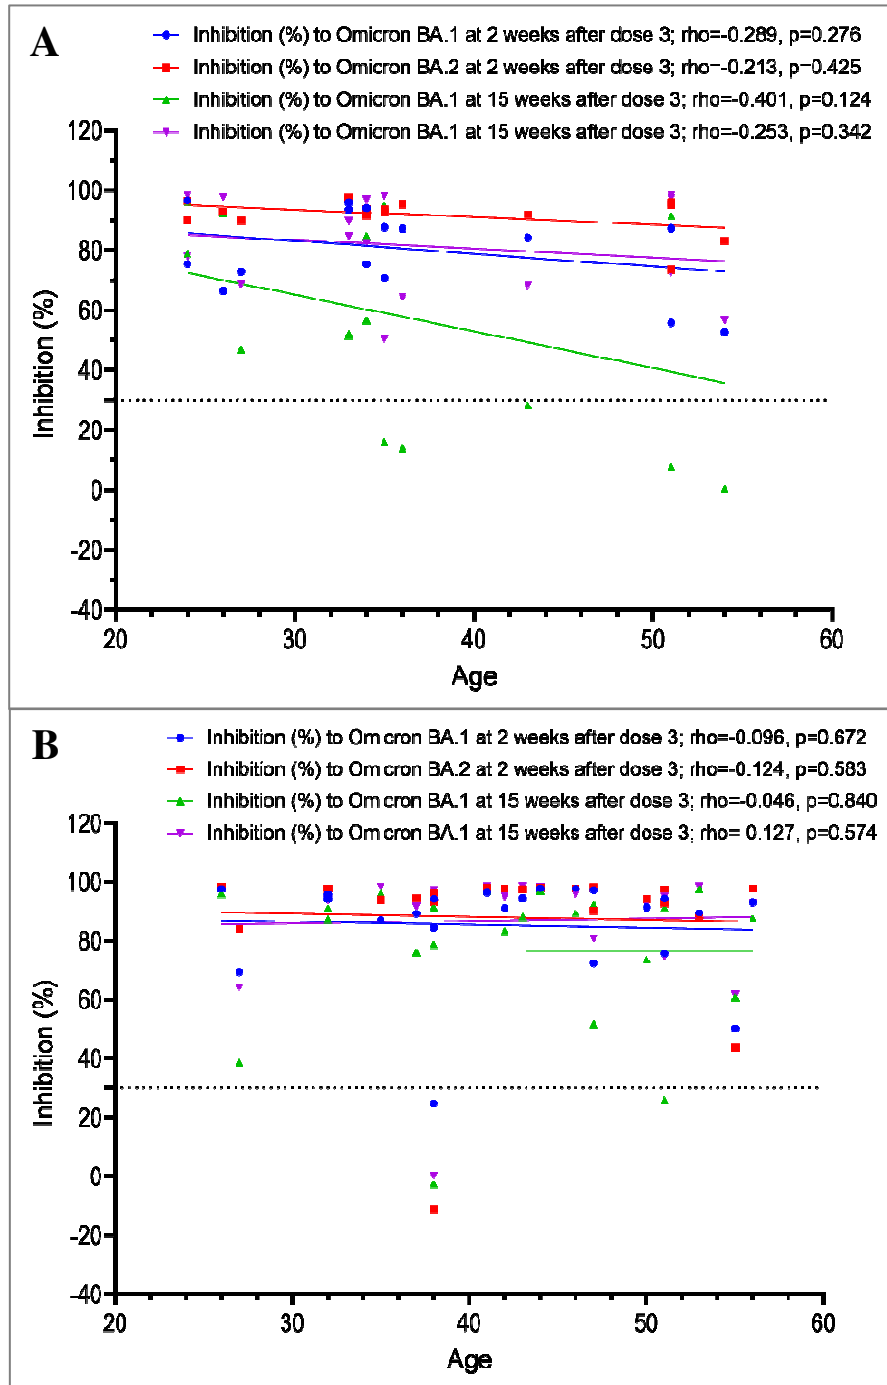 A
Inhibition (%) to Omicron BA.1 at 2 weeks after dose 3; rho=-0.289, p=0.276
Inhibition (%) to Omicron BA.2 at 2 weeks after dose 3; rho=-0.213, p=0.425
Inhibition (%) to Omicron BA.1 at 15 weeks after dose 3; rho=-0.401, p=0.124
Inhibition (%) to Omicron BA.1 at 15 weeks after dose 3; rho=-0.253, p=0.342
120
100
80
60
40
20
0
-20
-40
Inhibition (%)
20 30 40 50 60
Age
B
Inhibition (%) to Omicron BA.1 at 2 weeks after dose 3; rho=-0.096, p=0.672
Inhibition (%) to Omicron BA.2 at 2 weeks after dose 3; rho=-0.124, p=0.583
Inhibition (%) to Omicron BA.1 at 15 weeks after dose 3; rho=-0.046, p=0.840
Inhibition (%) to Omicron BA.1 at 15 weeks after dose 3; rho= 0.127, p=0.574
120
100
80
60
40
20
0
-20
-40
Inhibition (%)
20 30 40 50 60
Age